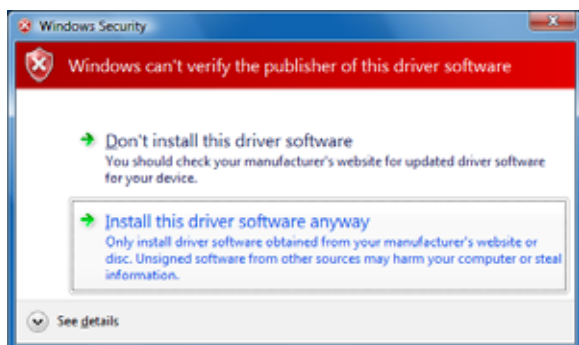 Windows Security
Windows can't verify the publisher of this driver software
Don't install this driver software
You should check your manufacturer's website for updated driver software
for your device.
Install this driver software anyway
Only install driver software obtained from your manufacturer's website or
disc. Unsigned software from other sources may harm your computer or steal
information.
See details